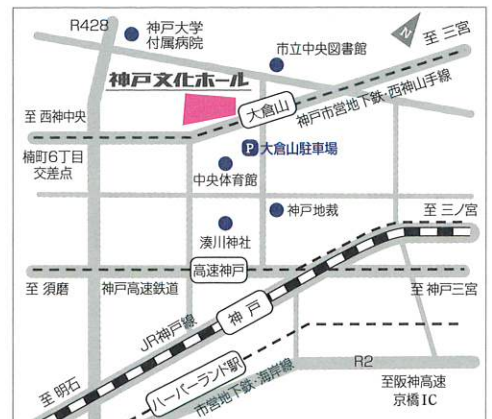 R428
神戸大学
付属病院
市立中央図書館
N
至 三宮
神戸文化ホール
大倉山
神戸市営地下鉄・西神山手線
至 西神中央
P 大倉山駐車場
楠町6丁目
交差点
中央体育館
神戸地裁
至 三ノ宮
湊川神社
高速神戸
至 須磨
神戸高速鉄道
至 神戸三宮
JR神戸線
神戸
R2
至 明石
ハーバーランド駅
市営地下鉄・海岸線
至阪神高速
京橋IC